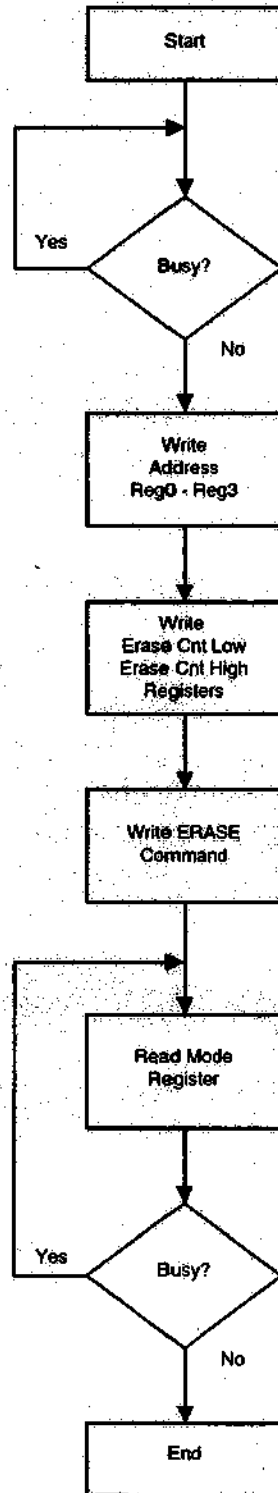 Start
Yes
Busy?
No
Write
Address
Reg0 - Reg3
Write
Erase Cnt Low
Erase Cnt High
Registers
Write ERASE
Command
Read Mode
Register
Yes
Busy?
No
End